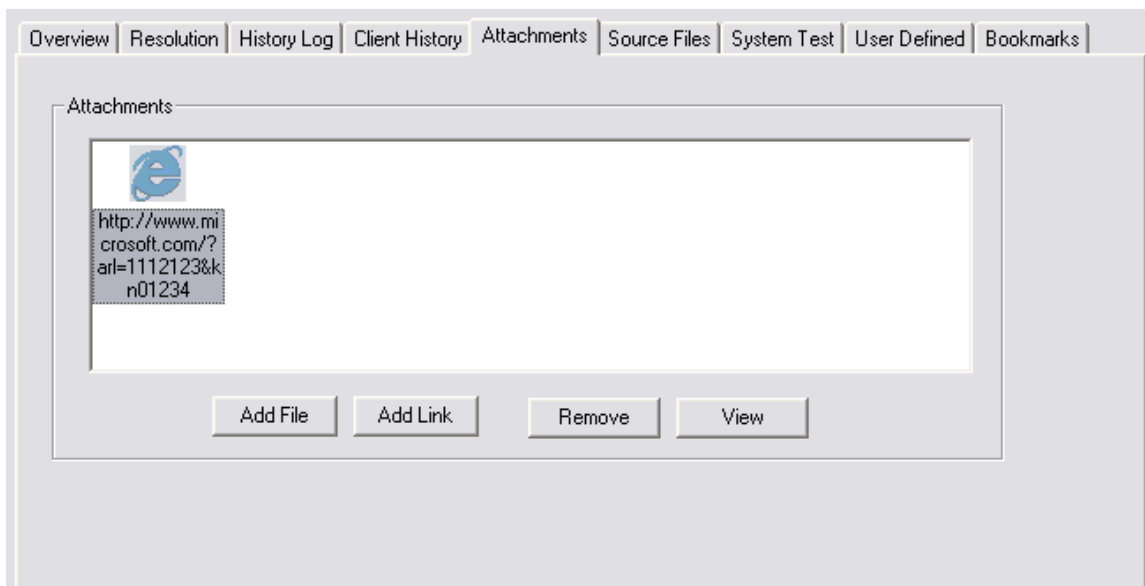 Overview Resolution History Log Client History Attachments Source Files System Test User Defined Bookmarks
Attachments
http://www.mi
crosoft.com/?
arl=1112123&k
n01234
Add File Add Link Remove View